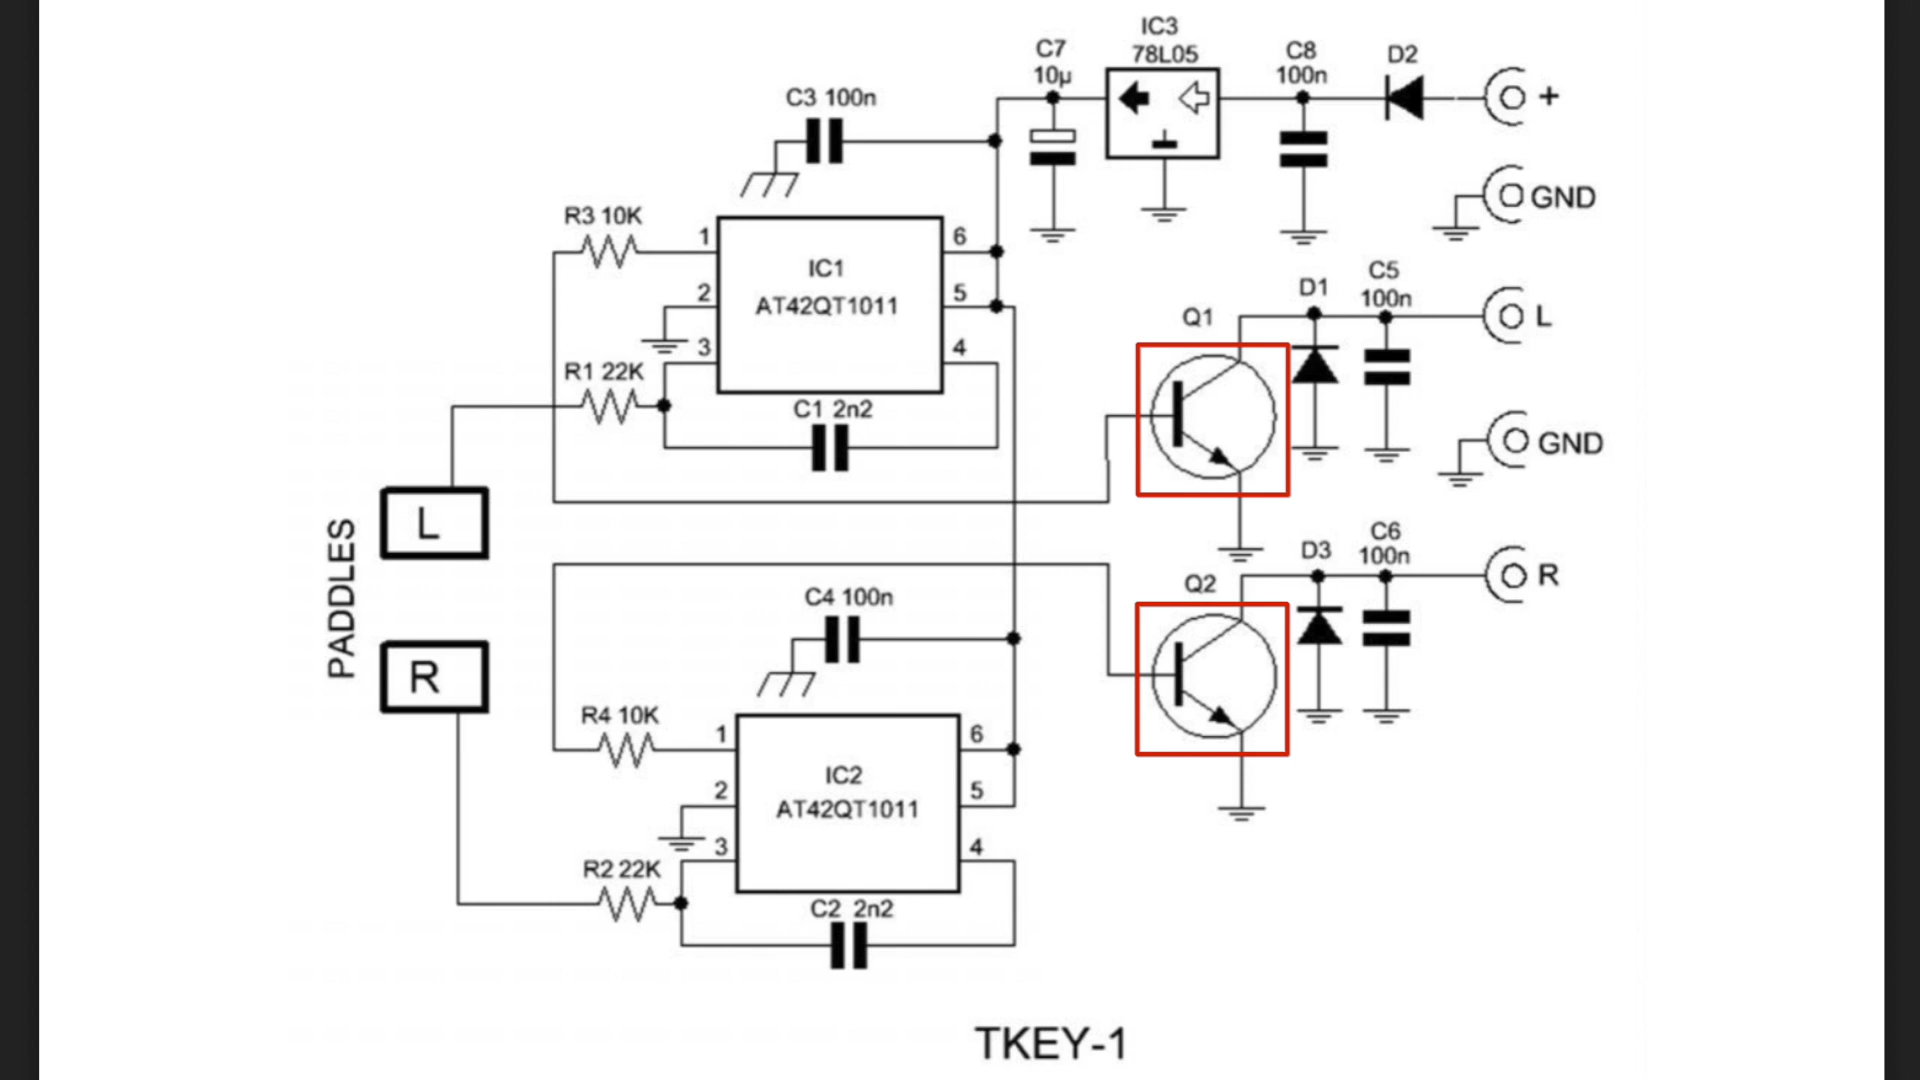 IC3
78L05
C7
10µ
C8
100n
D2
+
C3 100n
GND
R3 10K
1
6
IC1
AT42QT1011
2
5
3
4
R1 22K
C1 2n2
Q1
D1
C5
100n
L
GND
PADDLES
L
R
Q2
D3
C6
100n
R
C4 100n
R4 10K
1
6
IC2
AT42QT1011
2
5
3
4
R2 22K
C2 2n2
TKEY-1